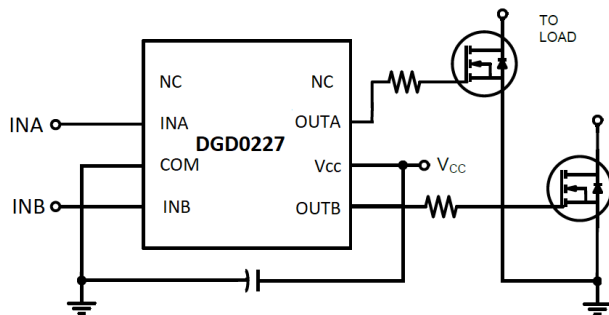 TO
LOAD
NC NC
INA INA OUTA
DGD0227
COM Vcc VCC
INB INB OUTB